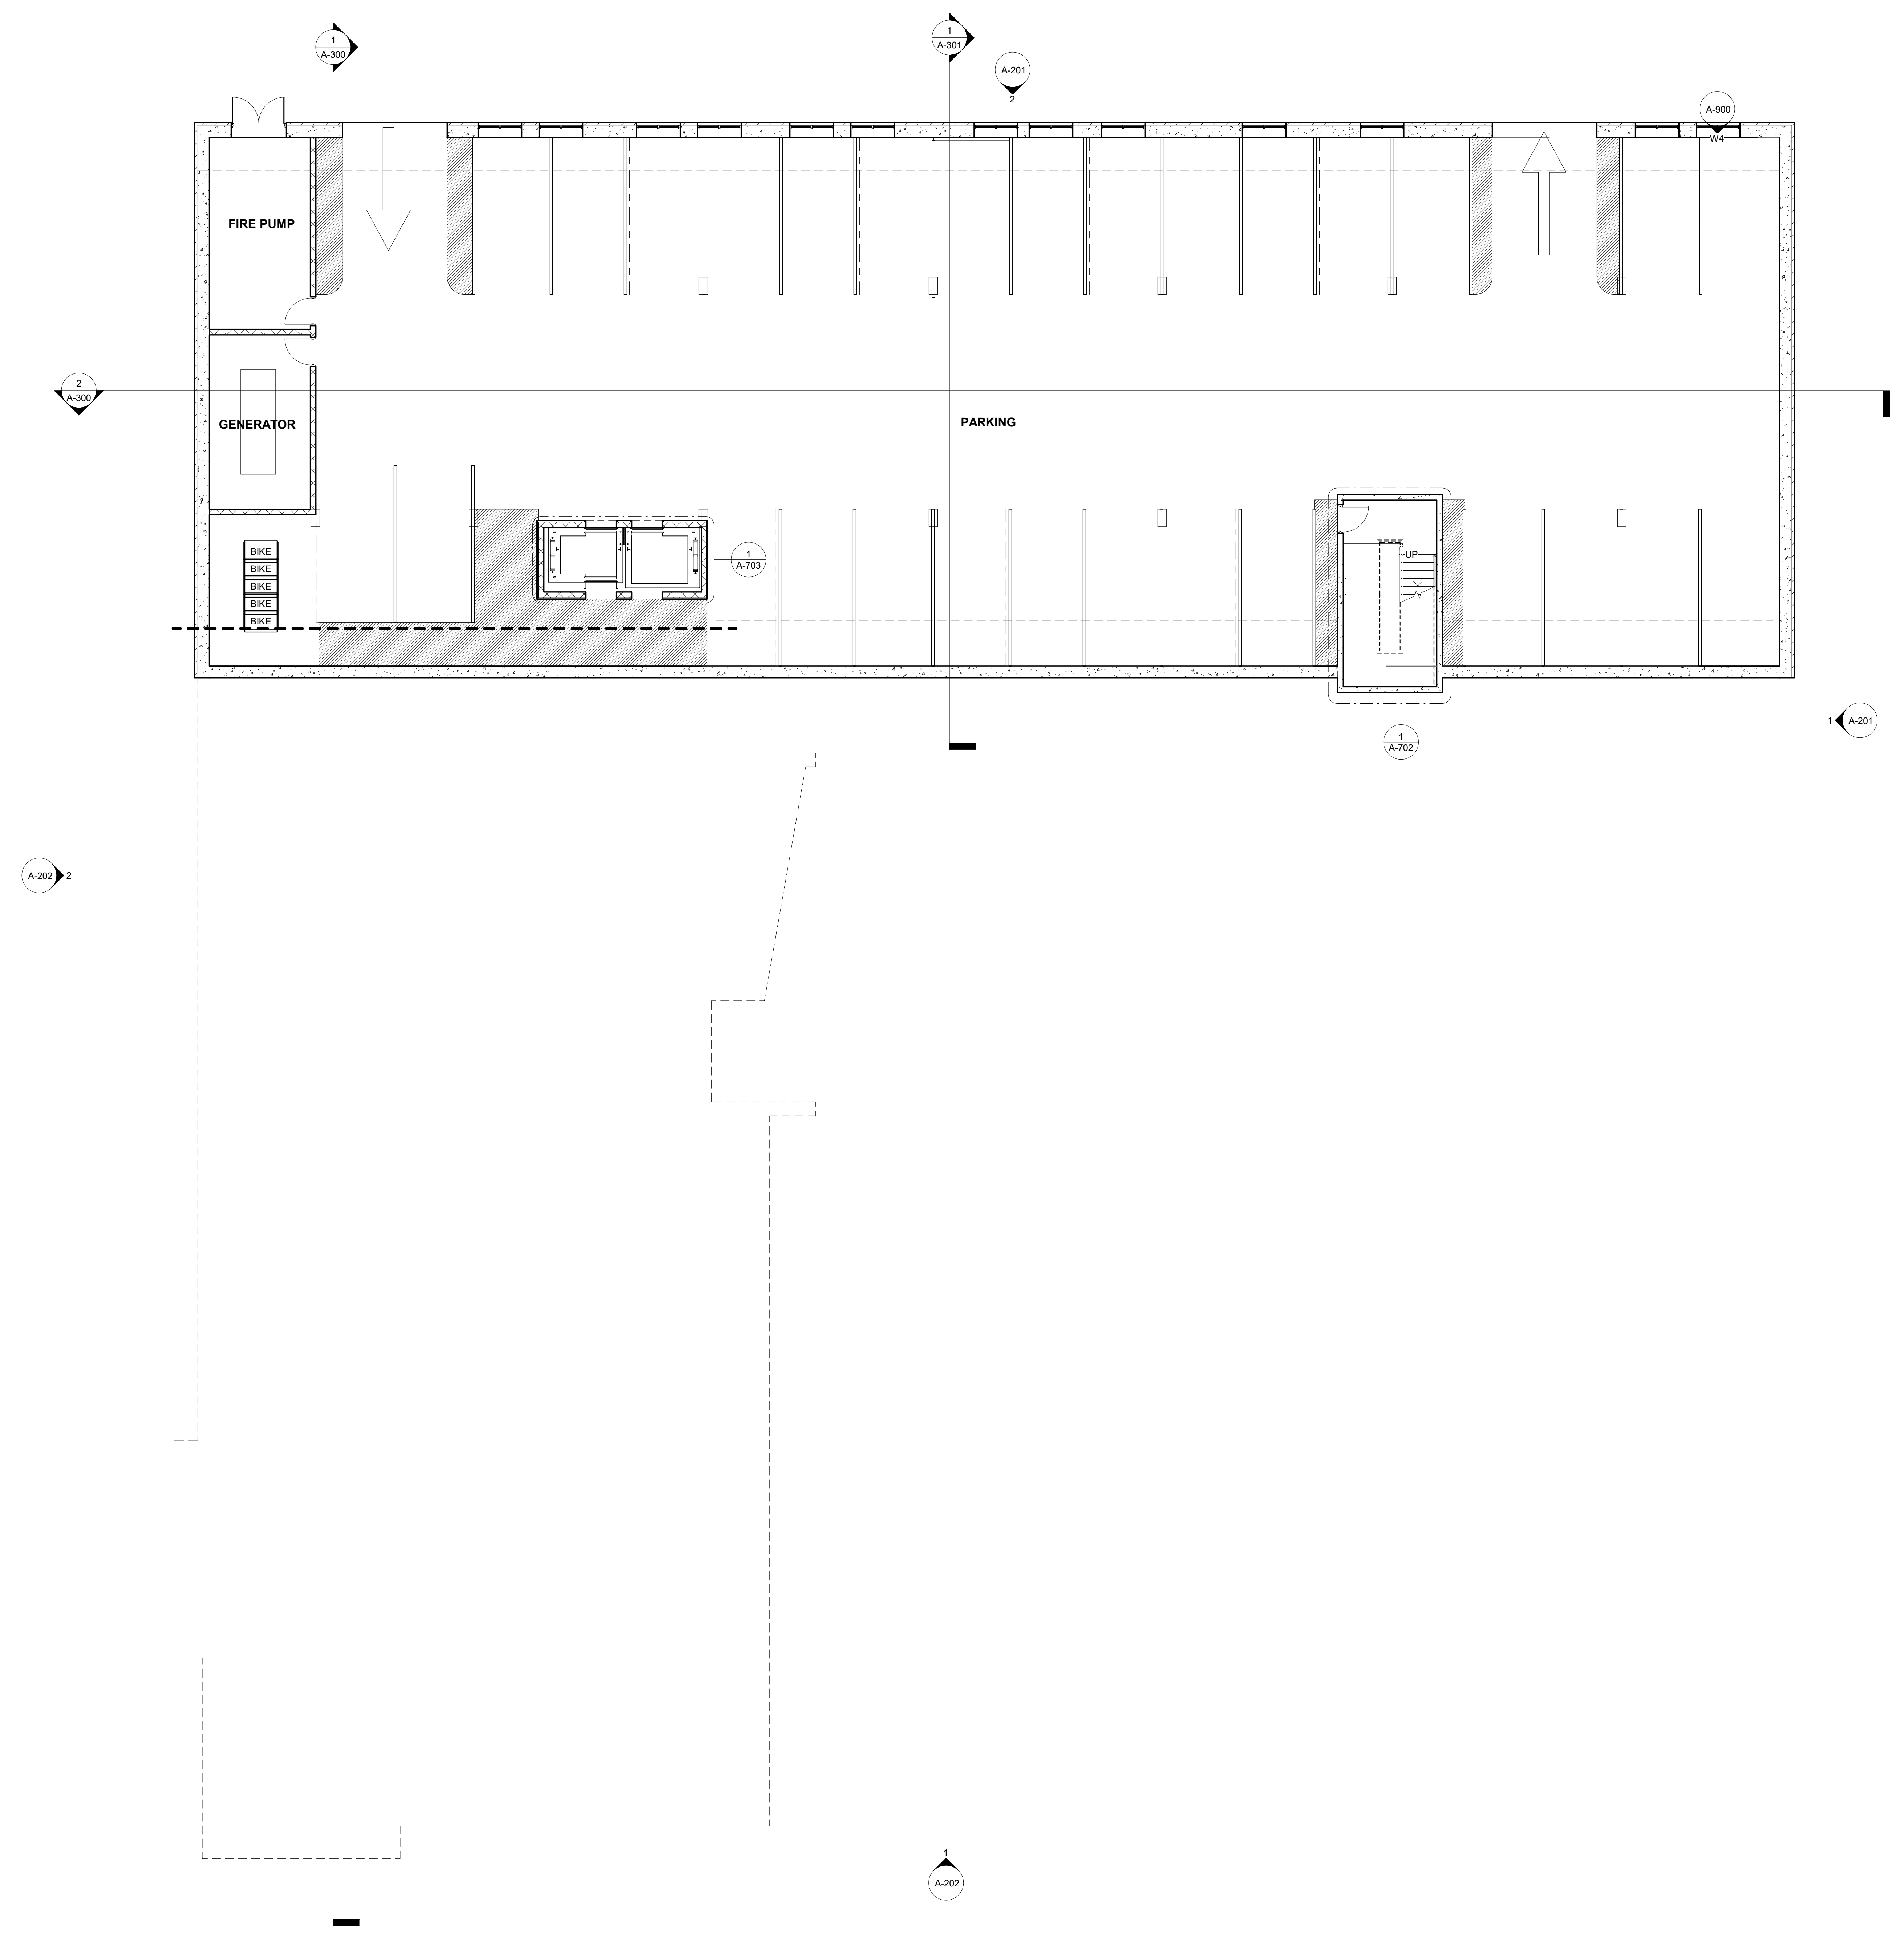 1
A-300
1
A-301
A-201
2
A-900
W4
FIRE PUMP
2
A-300
GENERATOR
PARKING
BIKE
BIKE
BIKE
BIKE
BIKE
1
A-703
UP
1
A-702
1
A-201
A-202
2
1
A-202